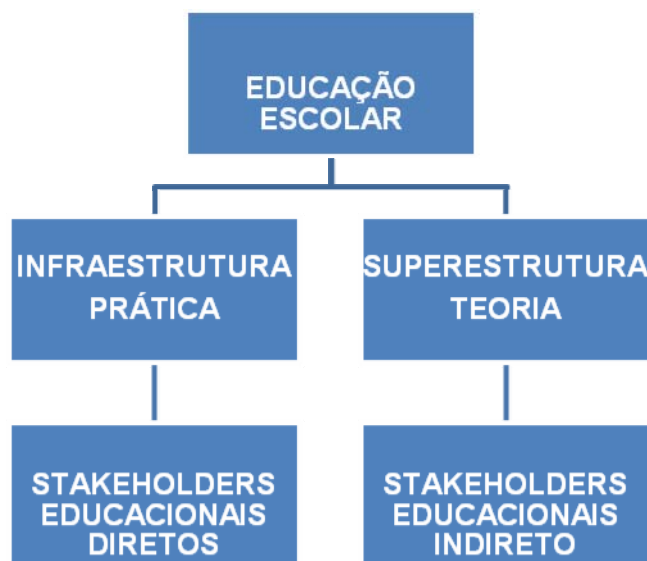 EDUCAÇÃO
ESCOLAR
INFRAESTRUTURA
PRÁTICA
SUPERESTRUTURA
TEORIA
STAKEHOLDERS
EDUCACIONAIS
DIRETOS
STAKEHOLDERS
EDUCACIONAIS
INDIRETO